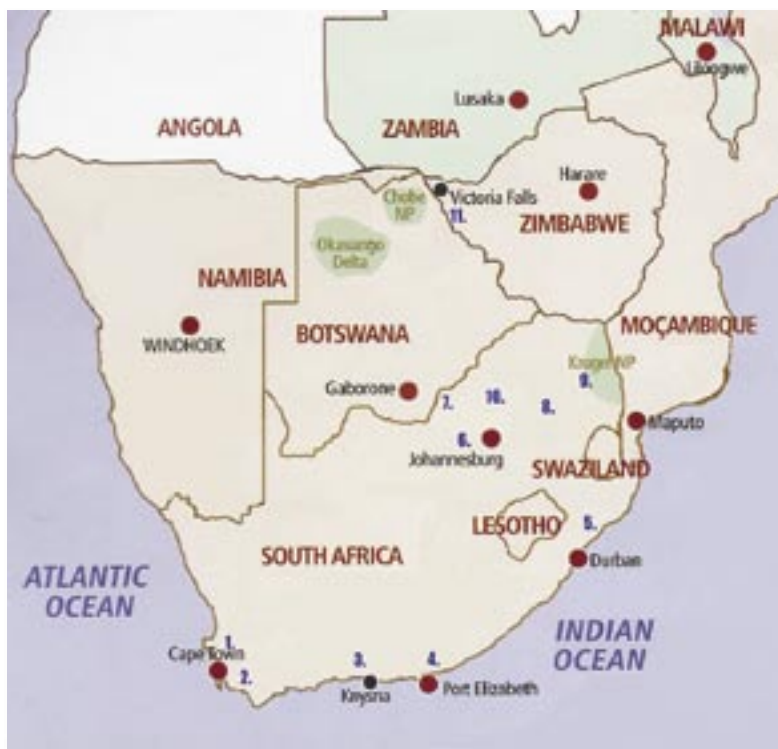 MALAWI
Lilongwe
Lusaka
ANGOLA
ZAMBIA
Harare
Victoria Falls
Chobe
NP
11.
ZIMBABWE
Okavango
Delta
NAMIBIA
MOÇAMBIQUE
BOTSWANA
WINDHOEK
Kruger NP
9.
Gaborone
7.
10.
8.
Maputo
6.
Johannesburg
SWAZILAND
LESOTHO
5.
SOUTH AFRICA
Durban
ATLANTIC
OCEAN
INDIAN
OCEAN
1.
Cape Town
2.
3.
4.
Knysna
Port Elizabeth